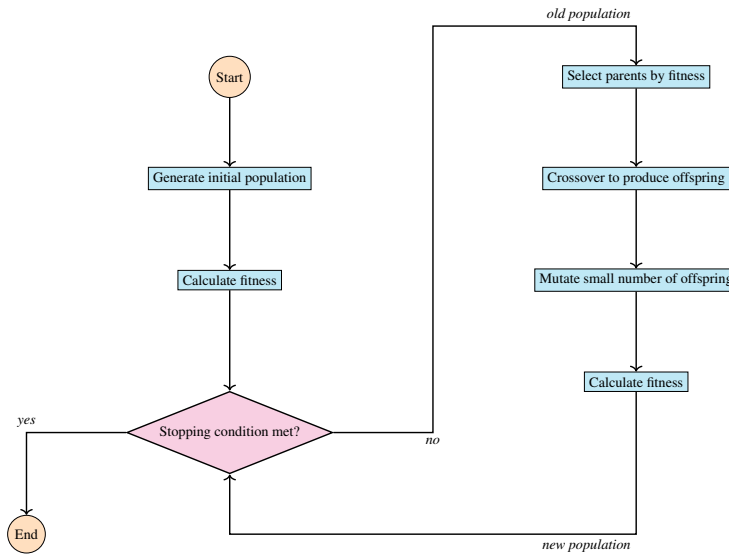 old population
Start
Select parents by fitness
Generate initial population
Crossover to produce offspring
Calculate fitness
Mutate small number of offspring
Calculate fitness
yes
Stopping condition met?
no
End
new population